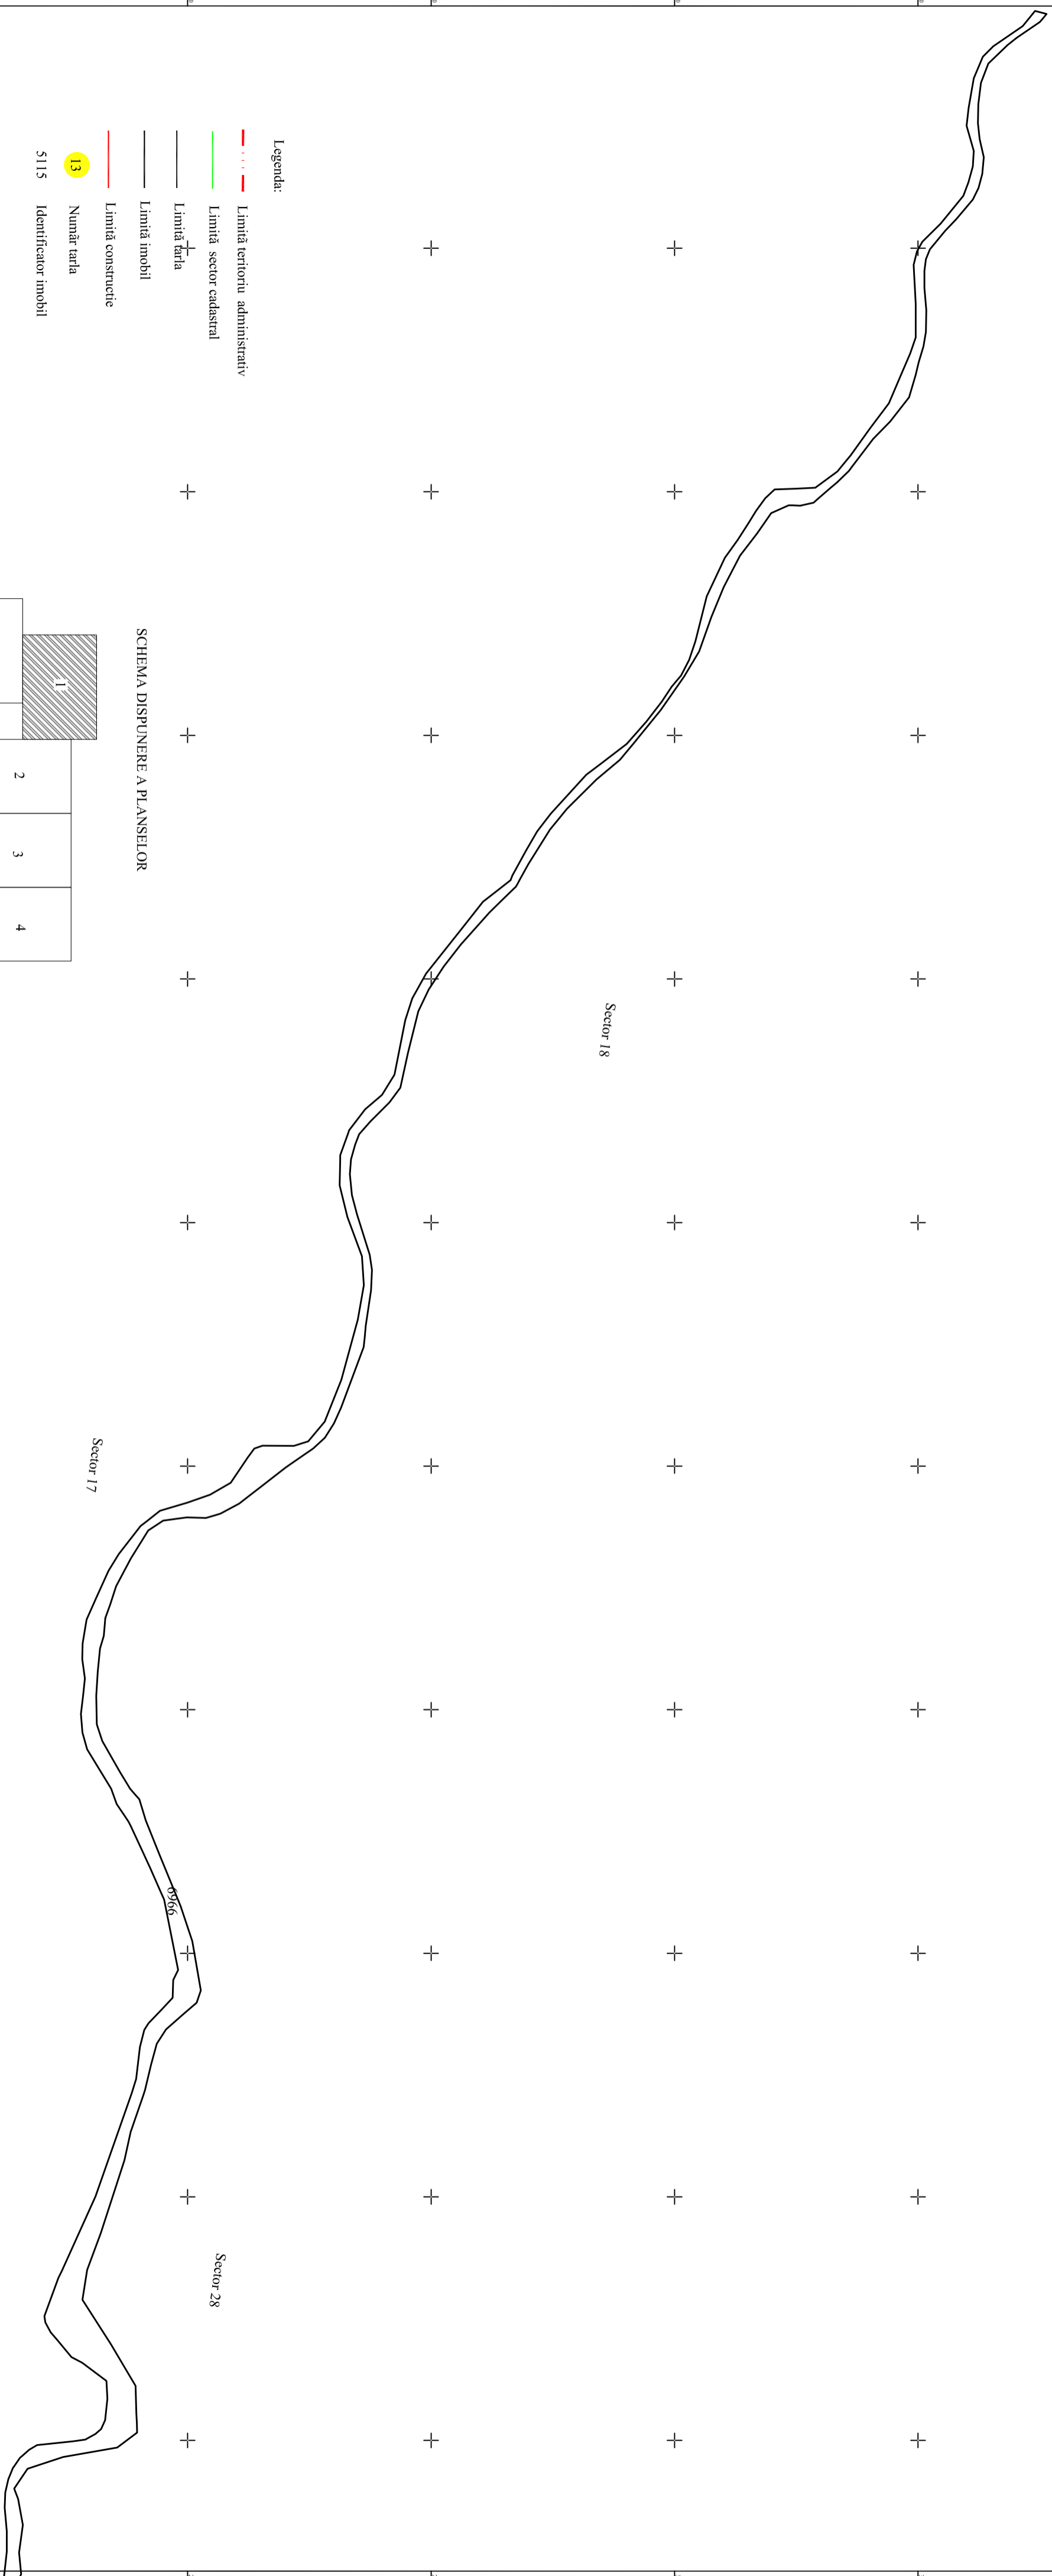 Legenda:
Limită teritoriu administrativ
Limită sector cadastral
Limită tarla
Limită imobil
Limită constructie
13 Număr tarla
5115 Identificator imobil
SCHEMA DISPUNERE A PLANSELOR
1
2
3
4
Sector 18
Sector 17
6966
Sector 28